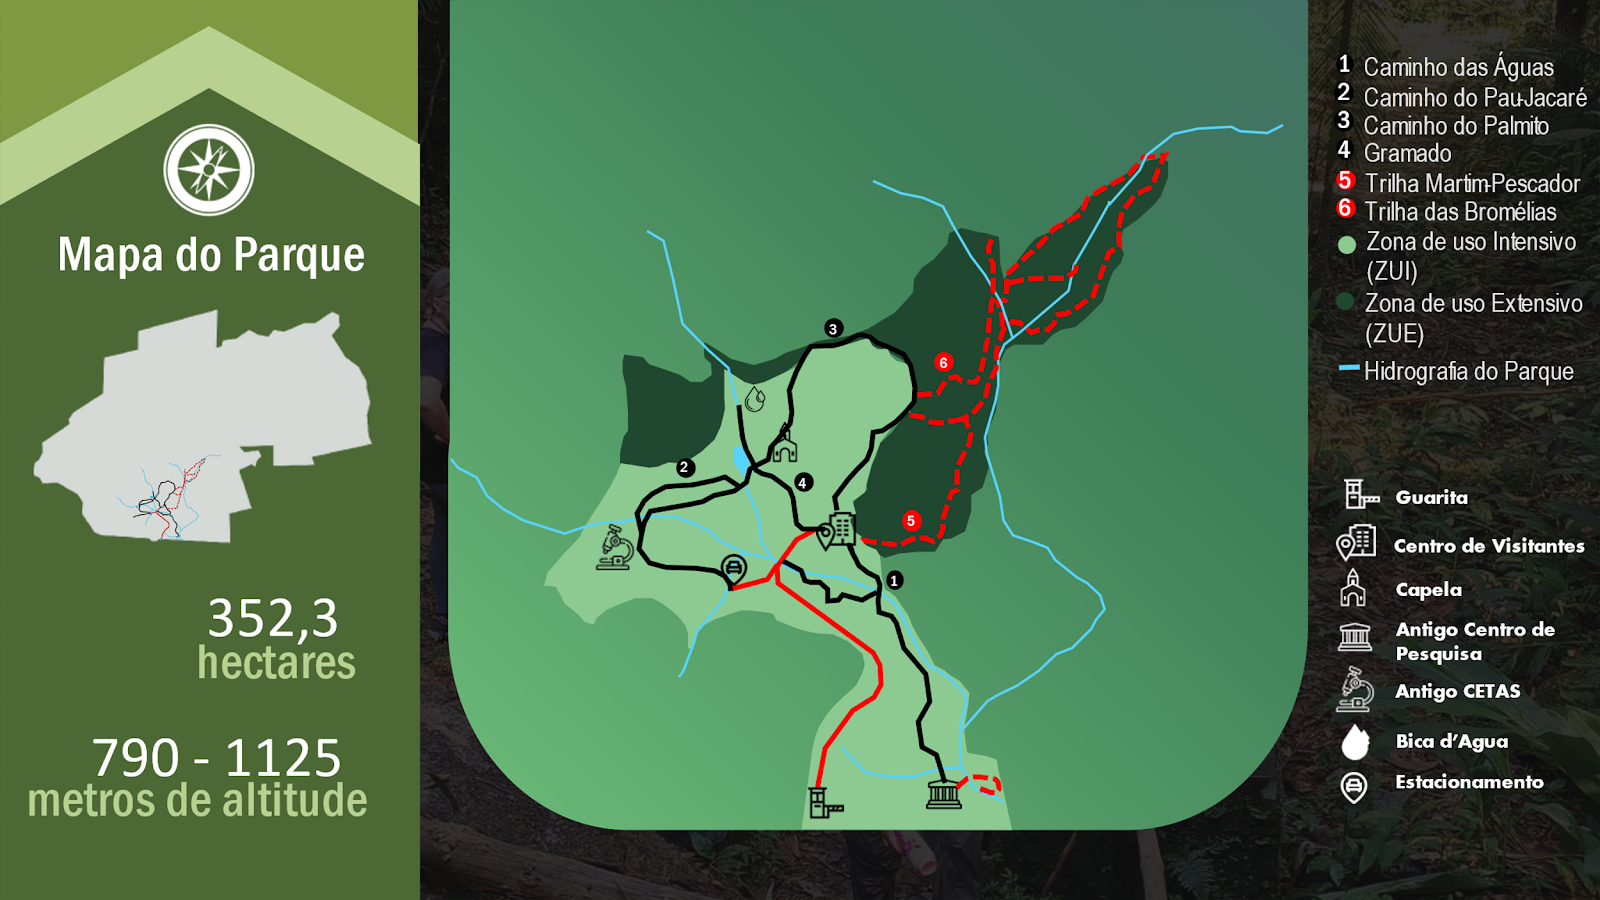 Mapa do Parque
352,3
hectares
790 - 1125
metros de altitude
3
6
2
4
5
1
1 Caminho das Águas
2 Caminho do Pau-Jacaré
3 Caminho do Palmito
4 Gramado
5 Trilha Martim-Pescador
6 Trilha das Bromélias
Zona de uso Intensivo
(ZUI)
Zona de uso Extensivo
(ZUE)
Hidrografia do Parque
Guarita
Centro de Visitantes
Capela
Antigo Centro de
Pesquisa
Antigo CETAS
Bica d'Agua
Estacionamento